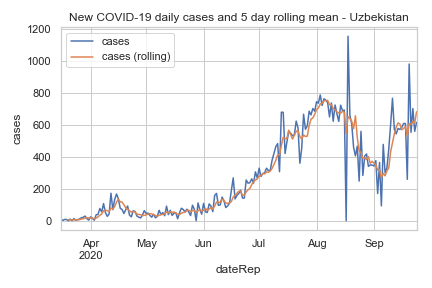 New COVID-19 daily cases and 5 day rolling mean - Uzbekistan
cases
cases (rolling)
1200
1000
800
600
400
200
0
cases
Apr
2020
May
Jun
Jul
Aug
Sep
dateRep